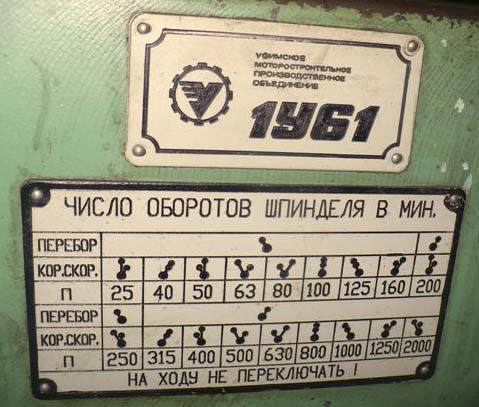 УФИМСКОЕ
МОТОРОСТРОИТЕЛЬНОЕ
ПРОИЗВОДСТВЕННОЕ
ОБЪЕДИНЕНИЕ
1У61
ЧИСЛО ОБОРОТОВ ШПИНДЕЛЯ В МИН.
ПЕРЕБОР
КОР.СКОР.
П 25 40 50 63 80 100 125 160 200
ПЕРЕБОР
КОР.СКОР.
П 250 315 400 500 630 800 1000 1250 2000
НА ХОДУ НЕ ПЕРЕКЛЮЧАТЬ !